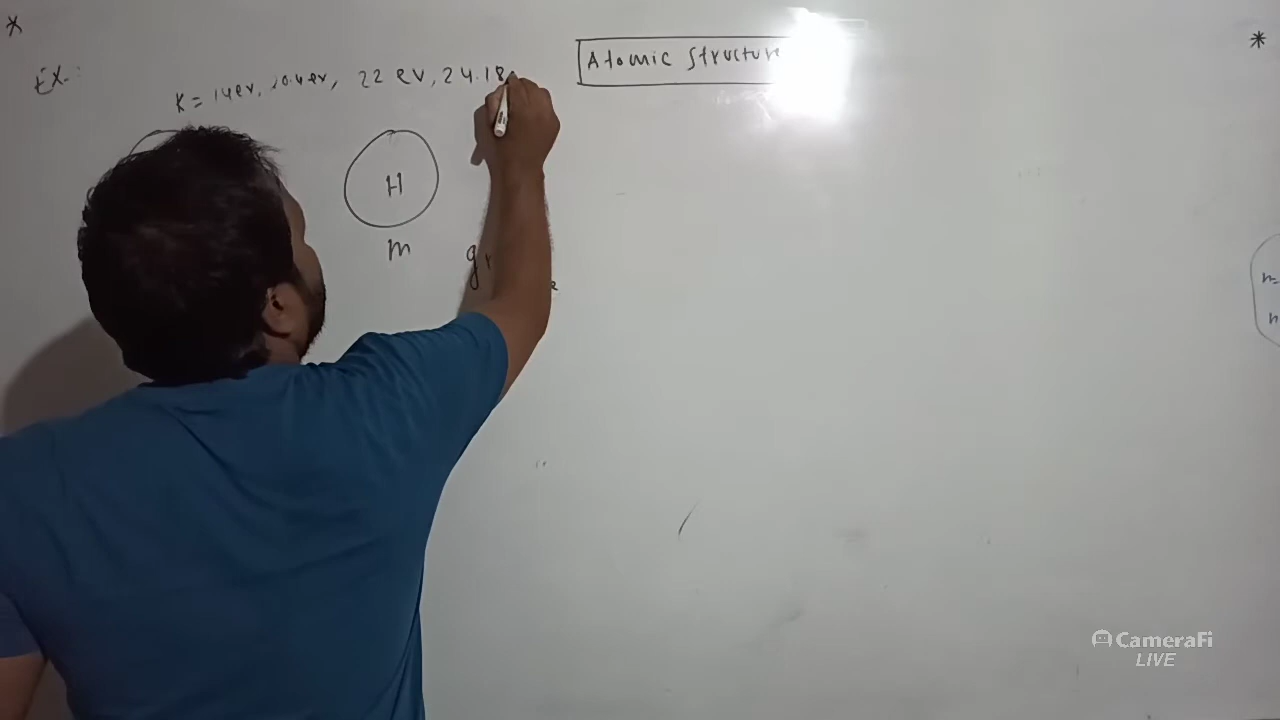 *
*
Ex.:
Atomic Structure
K = 14ev, 20.4ev, 22 ev, 24.18
H
m
n=
n
CameraFi
LIVE